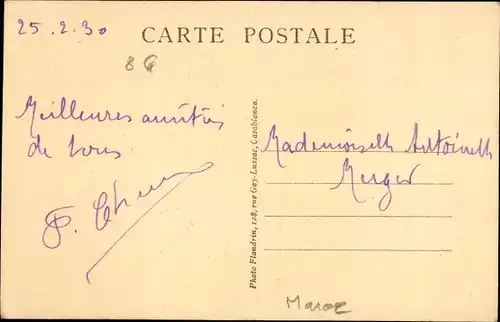 25.2.30
CARTE POSTALE
8G
Meilleures amitiés
de tous
Mademoiselle Antoinette
Photo Flandrin, 128, rue Gay-Lussac, Casablanca.
Maroc